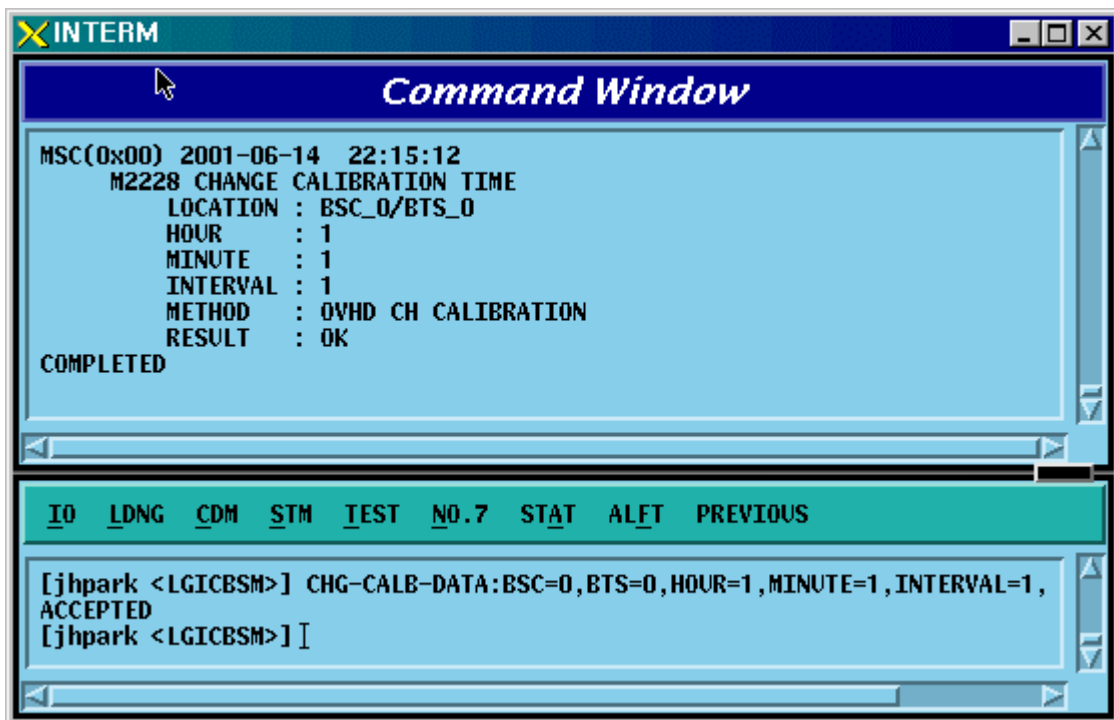 INTERM
Command Window
MSC(0x00) 2001-06-14 22:15:12
M2228 CHANGE CALIBRATION TIME
LOCATION : BSC_0/BTS_0
HOUR : 1
MINUTE : 1
INTERVAL : 1
METHOD : OVHD CH CALIBRATION
RESULT : OK
COMPLETED
IO LDNG CDM STM TEST NO.7 STAT ALFT PREVIOUS
[jhpark <LGICBSM>] CHG-CALB-DATA:BSC=0,BTS=0,HOUR=1,MINUTE=1,INTERVAL=1,
ACCEPTED
[jhpark <LGICBSM>]